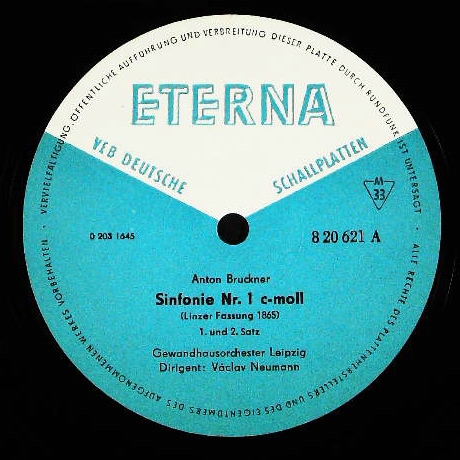 ETERNA
VEB DEUTSCHE
SCHALLPLATTEN
M
33
0 203 1645
8 20 621 A
Anton Bruckner
Sinfonie Nr. 1 c-moll
(Linzer Fassung 1865)
1. und 2. Satz
Gewandhausorchester Leipzig
Dirigent: Václav Neumann
ALLE RECHTE DES PLATTENHERSTELLERS UND DES EIGENTÜMERS DES AUFGENOMMENEN WERKES VORBEHALTEN · VERVIELFÄLTIGUNG, ÖFFENTLICHE AUFFÜHRUNG UND VERBREITUNG DIESER PLATTE DURCH RUNDFUNK IST UNTERSAGT ·